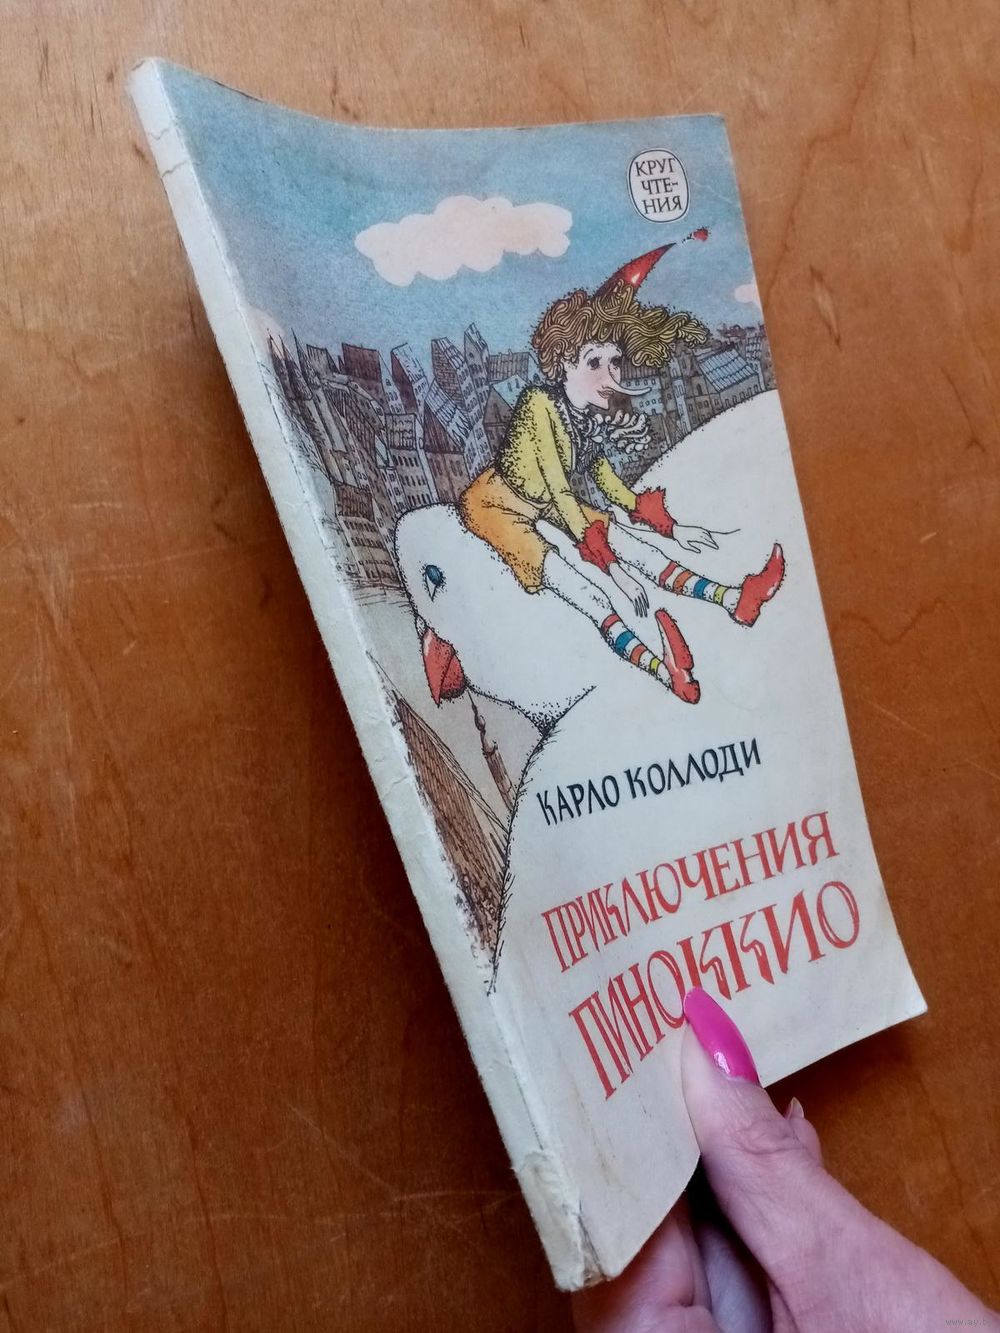 КРУГ
ЧТЕ-
НИЯ
КАРЛО КОЛЛОДИ
ПРИКЛЮЧЕНИЯ
ПИНОККИО